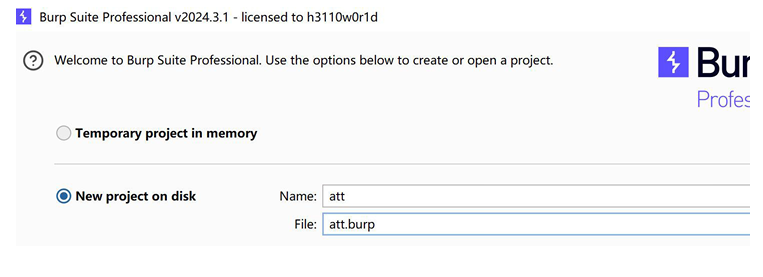 Burp Suite Professional v2024.3.1 - licensed to h3110w0r1d
Welcome to Burp Suite Professional. Use the options below to create or open a project.
Bur
Profes
Temporary project in memory
New project on disk Name: att
File: att.burp